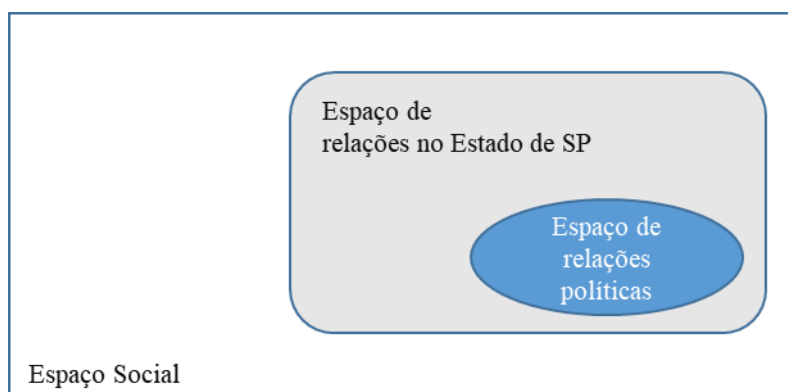 Espaço de
relações no Estado de SP
Espaço de
relações
políticas
Espaço Social